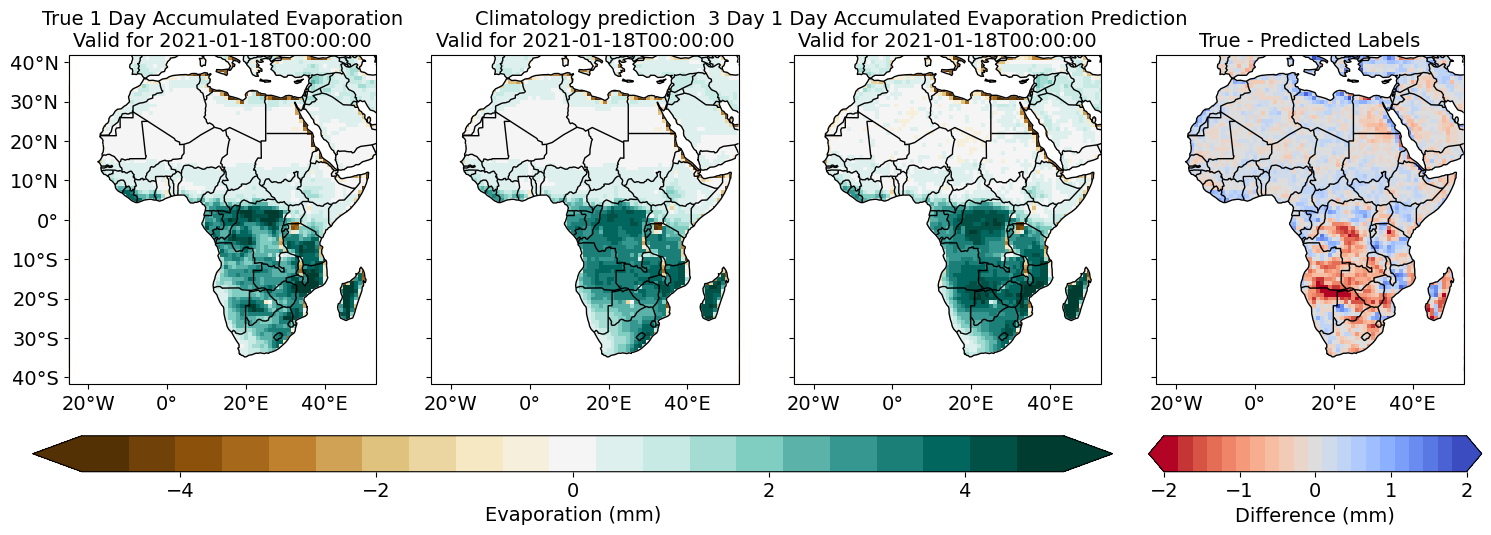 True 1 Day Accumulated Evaporation
Valid for 2021-01-18T00:00:00
Climatology prediction
Valid for 2021-01-18T00:00:00
3 Day 1 Day Accumulated Evaporation Prediction
Valid for 2021-01-18T00:00:00
True - Predicted Labels
40°N
30°N
20°N
10°N
0°
10°S
20°S
30°S
40°S
20°W 0° 20°E 40°E
20°W 0° 20°E 40°E
20°W 0° 20°E 40°E
20°W 0° 20°E 40°E
−4 −2 0 2 4
Evaporation (mm)
−2 −1 0 1 2
Difference (mm)